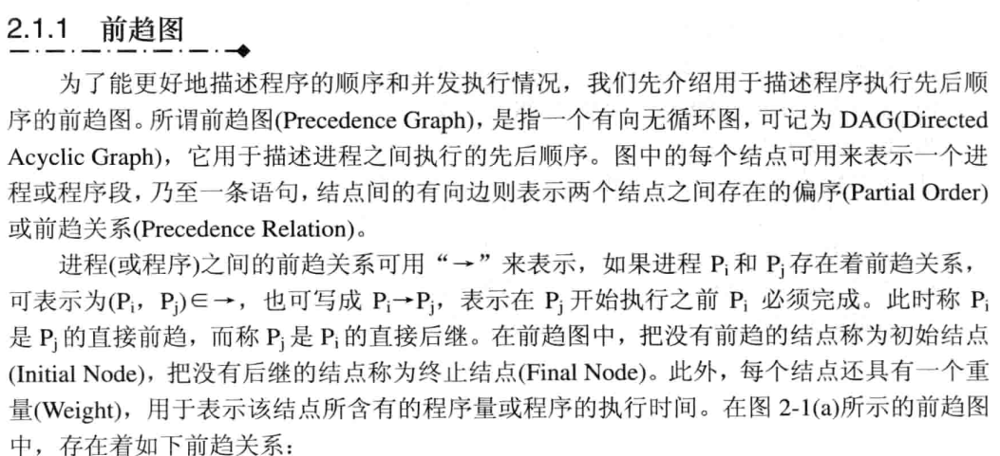 2.1.1 前趋图
为了能更好地描述程序的顺序和并发执行情况，我们先介绍用于描述程序执行先后顺
序的前趋图。所谓前趋图(Precedence Graph)，是指一个有向无循环图，可记为 DAG(Directed
Acyclic Graph)，它用于描述进程之间执行的先后顺序。图中的每个结点可用来表示一个进
程或程序段，乃至一条语句，结点间的有向边则表示两个结点之间存在的偏序(Partial Order)
或前趋关系(Precedence Relation)。
进程(或程序)之间的前趋关系可用“→”来表示，如果进程 Pi 和 Pj 存在着前趋关系，
可表示为(Pi，Pj)∈→，也可写成 Pi→Pj，表示在 Pj 开始执行之前 Pi 必须完成。此时称 Pi
是 Pj 的直接前趋，而称 Pj 是 Pi 的直接后继。在前趋图中，把没有前趋的结点称为初始结点
(Initial Node)，把没有后继的结点称为终止结点(Final Node)。此外，每个结点还具有一个重
量(Weight)，用于表示该结点所含有的程序量或程序的执行时间。在图 2-1(a)所示的前趋图
中，存在着如下前趋关系：